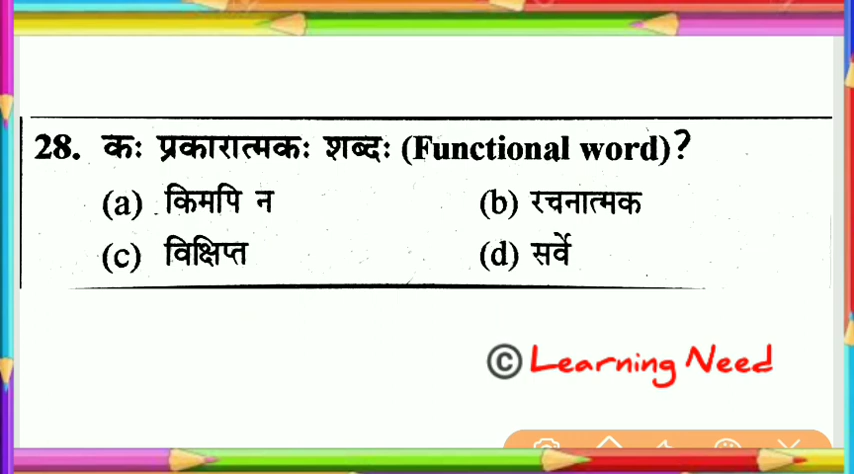 28. कः प्रकारात्मकः शब्दः (Functional word)?
(a) किमपि न (b) रचनात्मक
(c) विक्षिप्त (d) सर्वे
© Learning Need